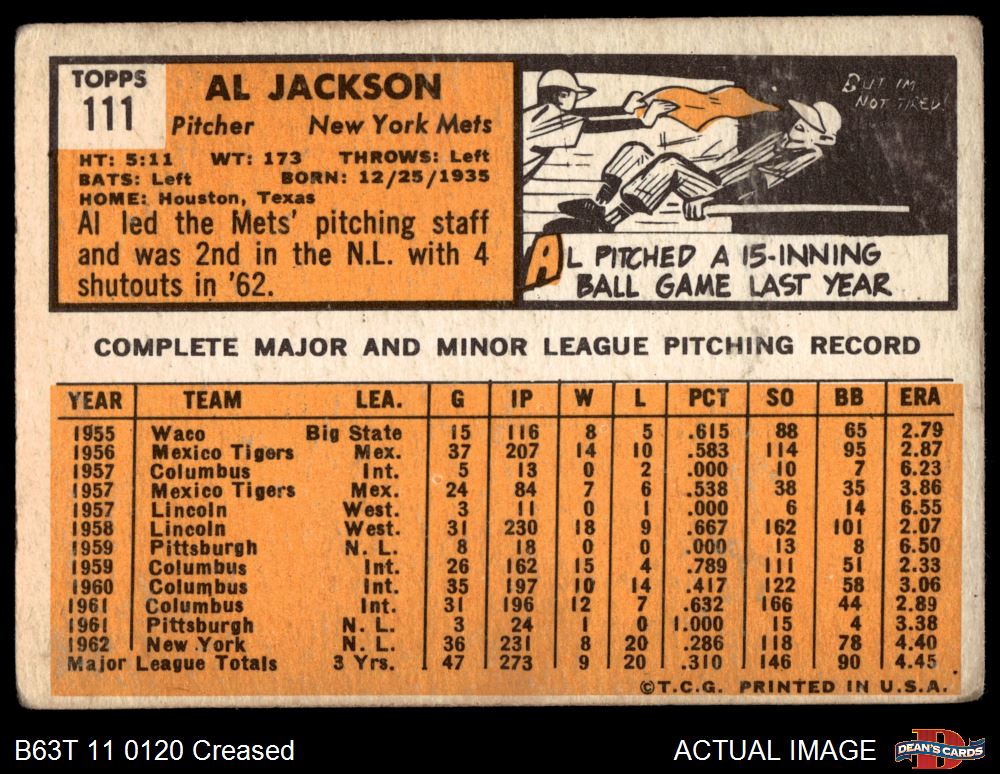 TOPPS
111
AL JACKSON
Pitcher New York Mets
HT: 5:11 WT: 173 THROWS: Left
BATS: Left BORN: 12/25/1935
HOME: Houston, Texas
Al led the Mets' pitching staff
and was 2nd in the N.L. with 4
shutouts in '62.
BUT IM
NOT TIRED!
AL PITCHED A 15-INNING
BALL GAME LAST YEAR
COMPLETE MAJOR AND MINOR LEAGUE PITCHING RECORD
YEAR TEAM LEA. G IP W L PCT SO BB ERA
1955 Waco Big State 15 116 8 5 .615 88 65 2.79
1956 Mexico Tigers Mex. 37 207 14 10 .583 114 95 2.87
1957 Columbus Int. 5 13 0 2 .000 10 7 6.23
1957 Mexico Tigers Mex. 24 84 7 6 .538 38 35 3.86
1957 Lincoln West. 3 11 0 1 .000 6 14 6.55
1958 Lincoln West. 31 230 18 9 .667 162 101 2.07
1959 Pittsburgh N. L. 8 18 0 0 .000 13 8 6.50
1959 Columbus Int. 26 162 15 4 .789 111 51 2.33
1960 Columbus Int. 35 197 10 14 .417 122 58 3.06
1961 Columbus Int. 31 196 12 7 .632 166 44 2.89
1961 Pittsburgh N. L. 3 24 1 0 1.000 15 4 3.38
1962 New York N. L. 36 231 8 20 .286 118 78 4.40
Major League Totals 3 Yrs. 47 273 9 20 .310 146 90 4.45
©T.C.G. PRINTED IN U.S.A.
B63T 11 0120 Creased
ACTUAL IMAGE
DEAN'S CARDS